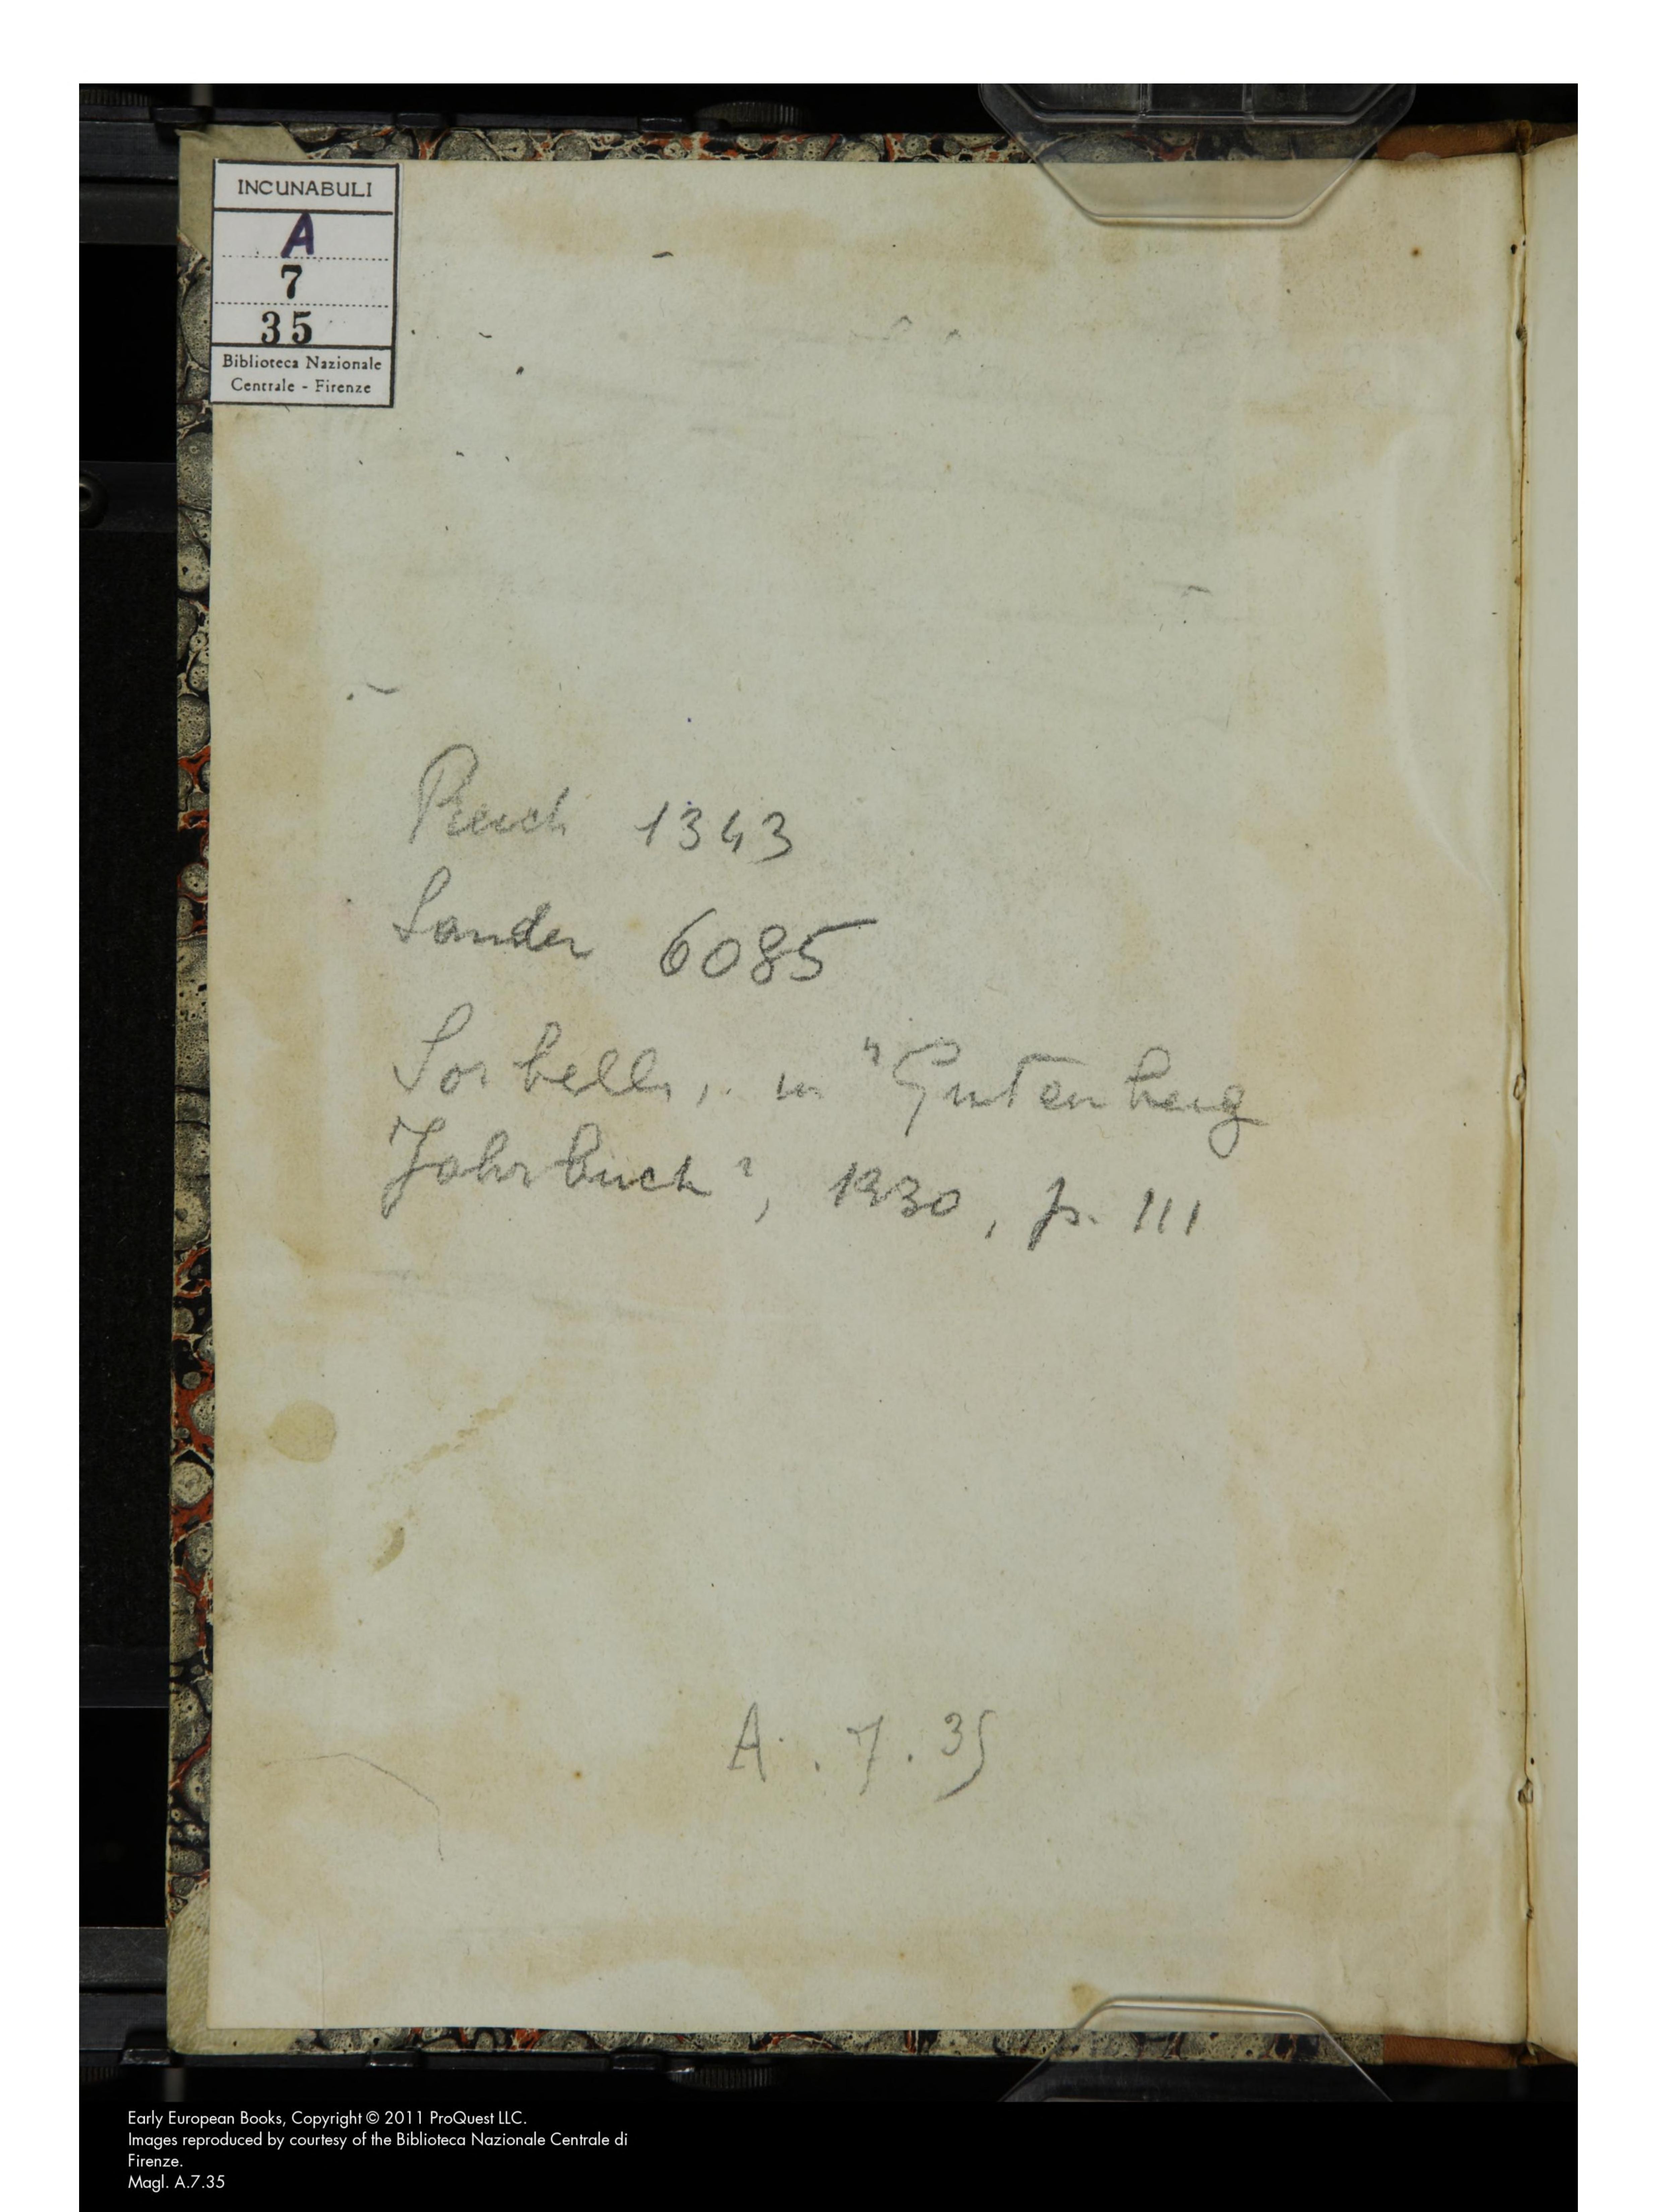 INCUNABULI
A
7
35
Biblioteca Nazionale
Centrale - Firenze
1343
Sander 6085
Sorbelli, in "Gutenberg
Jahrbuch", 1930, p. 111
A. 7. 35
Early European Books, Copyright © 2011 ProQuest LLC.
Images reproduced by courtesy of the Biblioteca Nazionale Centrale di
Firenze.
Magl. A.7.35